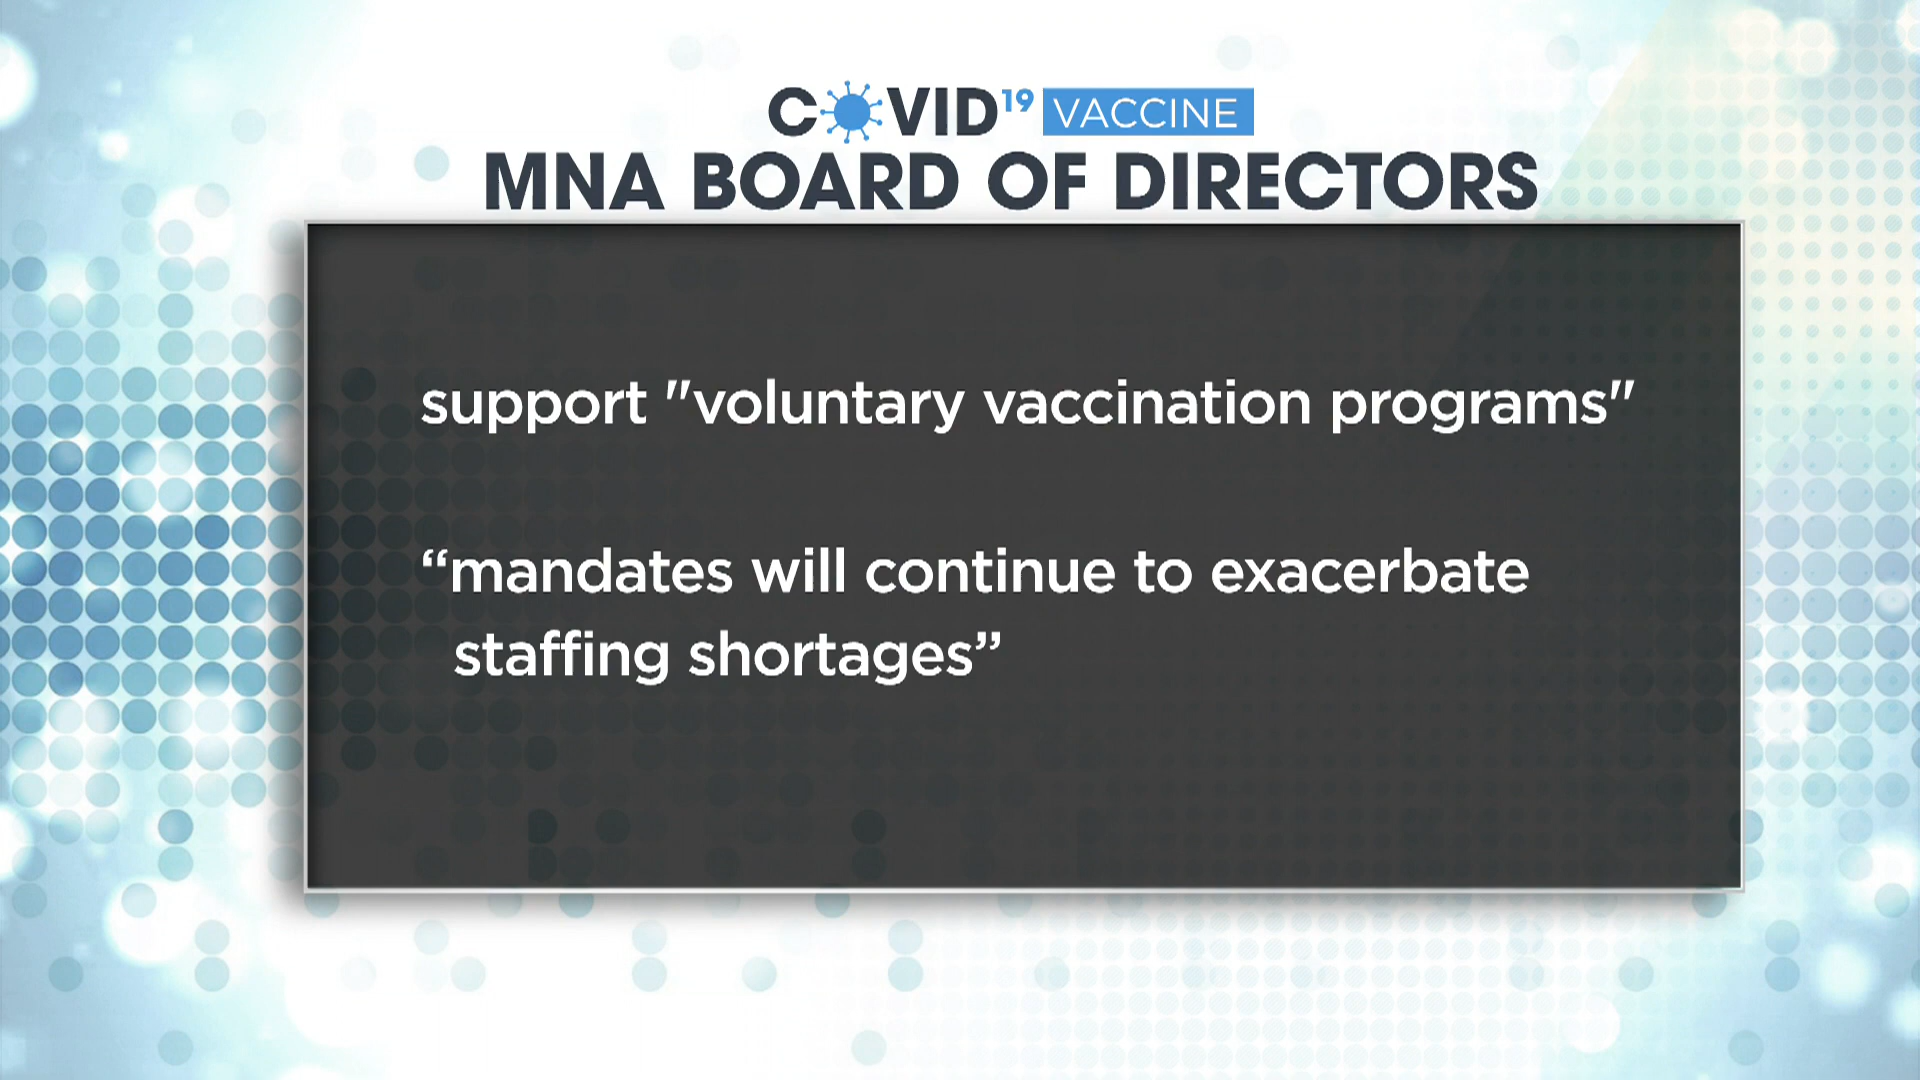 COVID19 VACCINE
MNA BOARD OF DIRECTORS
support "voluntary vaccination programs"
“mandates will continue to exacerbate
staffing shortages”